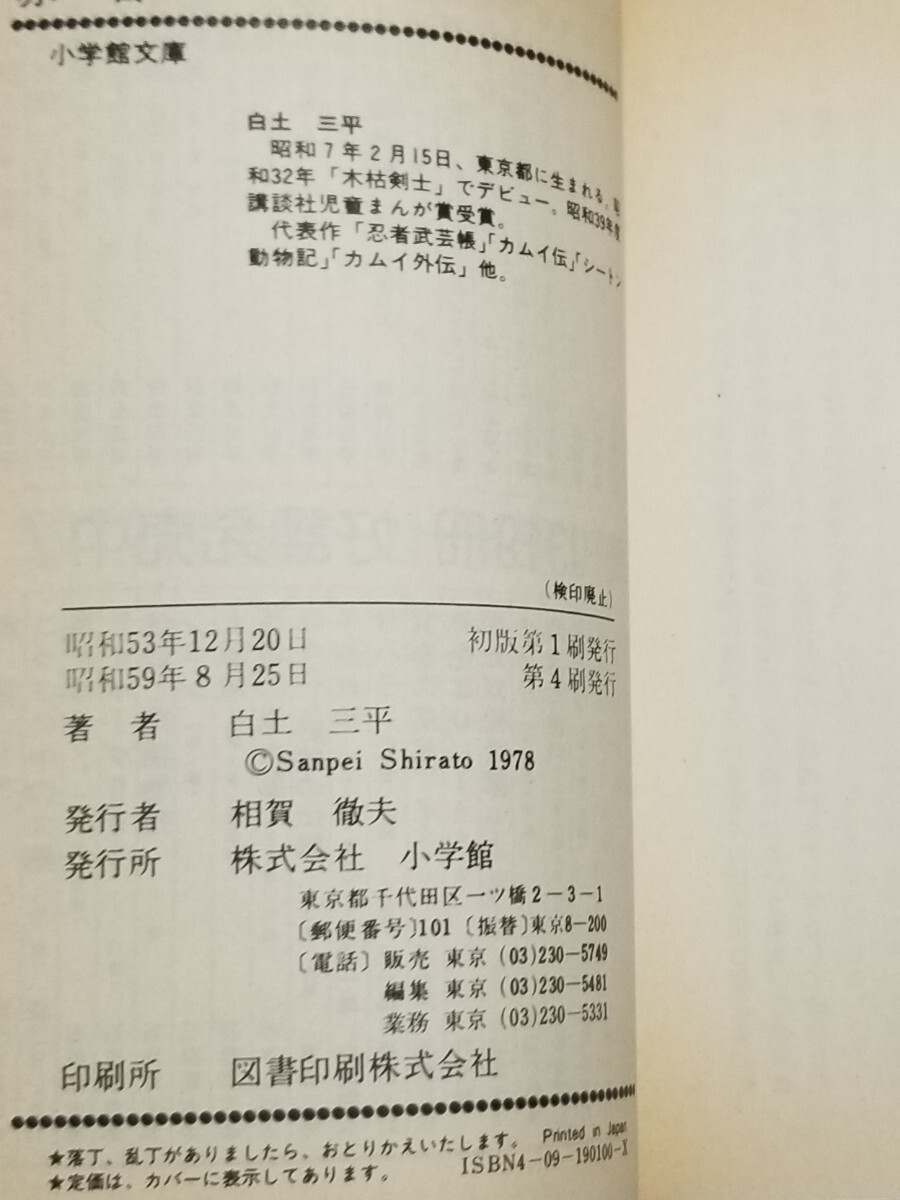 小学館文庫
白土 三平
昭和7年2月15日、東京都に生まれる。昭
和32年「木枯剣士」でデビュー。昭和39年度
講談社児童まんが賞受賞。
代表作「忍者武芸帳」「カムイ伝」「シートン
動物記」「カムイ外伝」他。
(検印廃止)
昭和53年12月20日 初版第1刷発行
昭和59年8月25日 第4刷発行
著者 白土 三平
©Sanpei Shirato 1978
発行者 相賀 徹夫
発行所 株式会社 小学館
東京都千代田区一ツ橋2-3-1
〔郵便番号〕101〔振替〕東京8-200
〔電話〕販売 東京 (03)230-5749
編集 東京 (03)230-5481
業務 東京 (03)230-5331
印刷所 図書印刷株式会社
★落丁、乱丁がありましたら、おとりかえいたします。 Printed in Japan
★定価は、カバーに表示してあります。 ISBN4-09-190100-X